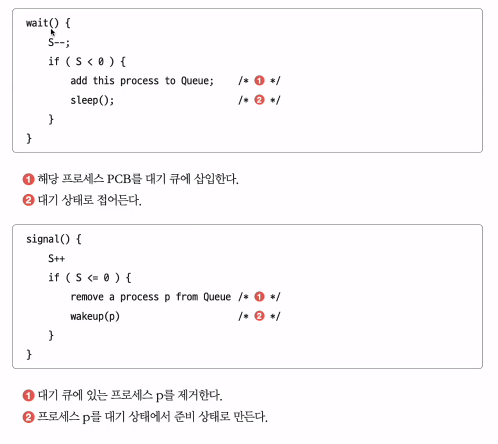 wait() {
S--;
if ( S < 0 ) {
add this process to Queue; /* ❶ */
sleep(); /* ❷ */
}
}
❶ 해당 프로세스 PCB를 대기 큐에 삽입한다.
❷ 대기 상태로 접어든다.
signal() {
S++
if ( S <= 0 ) {
remove a process p from Queue /* ❶ */
wakeup(p) /* ❷ */
}
}
❶ 대기 큐에 있는 프로세스 p를 제거한다.
❷ 프로세스 p를 대기 상태에서 준비 상태로 만든다.